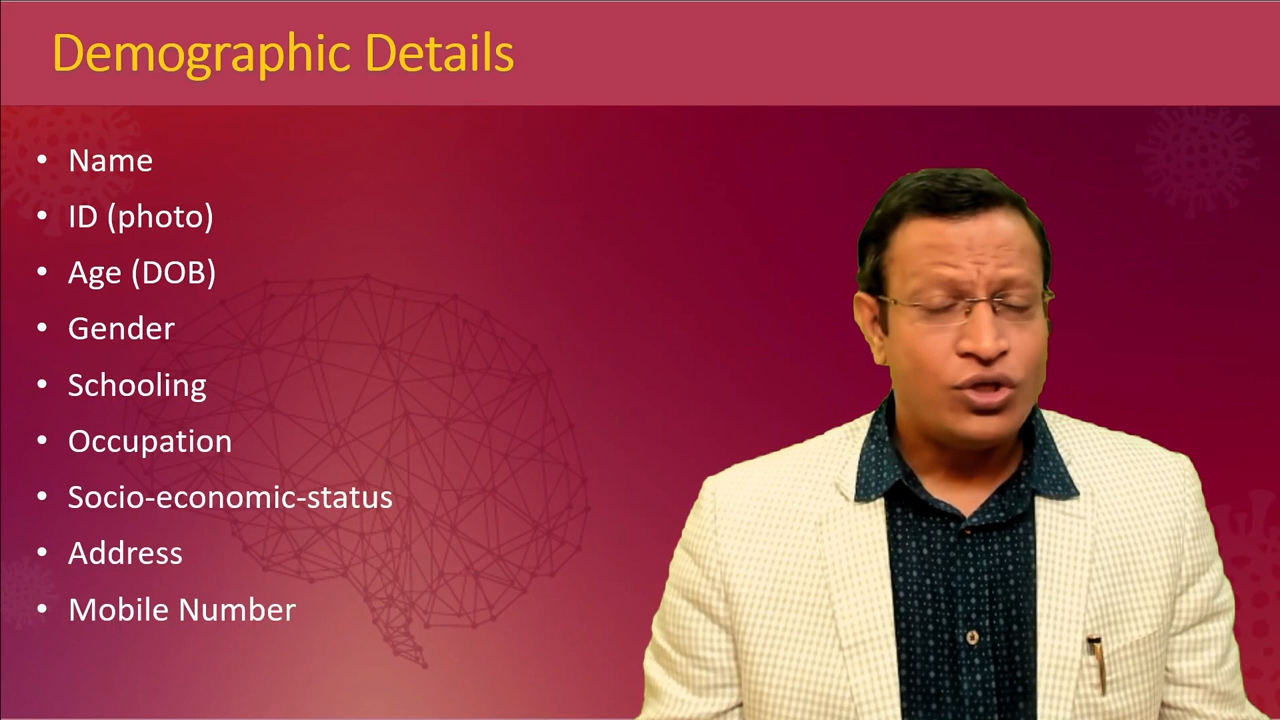 Demographic Details
• Name
• ID (photo)
• Age (DOB)
• Gender
• Schooling
• Occupation
• Socio-economic-status
• Address
• Mobile Number